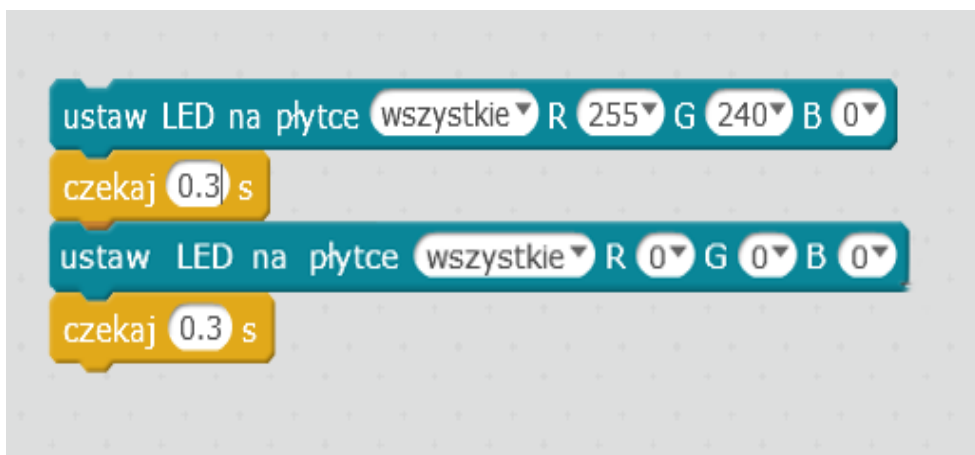 ustaw LED na płytce wszystkie R 255 G 240 B 0
czekaj 0.3 s
ustaw LED na płytce wszystkie R 0 G 0 B 0
czekaj 0.3 s